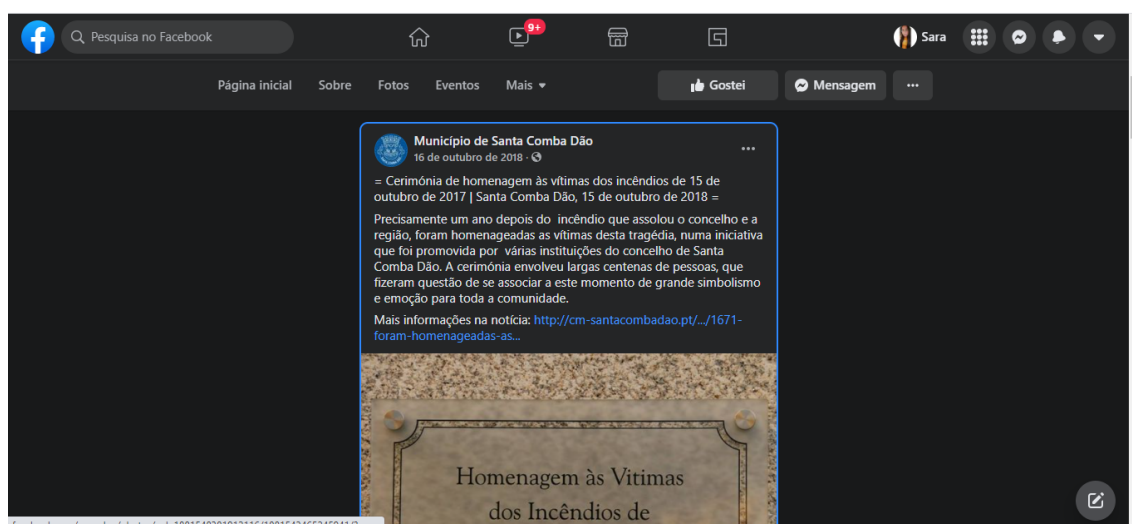 Pesquisa no Facebook
9+
Sara
Página inicial
Sobre
Fotos
Eventos
Mais
Gostei
Mensagem
Município de Santa Comba Dão
16 de outubro de 2018 ·
= Cerimónia de homenagem às vítimas dos incêndios de 15 de
outubro de 2017 | Santa Comba Dão, 15 de outubro de 2018 =
Precisamente um ano depois do incêndio que assolou o concelho e a
região, foram homenageadas as vítimas desta tragédia, numa iniciativa
que foi promovida por várias instituições do concelho de Santa
Comba Dão. A cerimónia envolveu largas centenas de pessoas, que
fizeram questão de se associar a este momento de grande simbolismo
e emoção para toda a comunidade.
Mais informações na notícia: http://cm-santacombadao.pt/.../1671-
foram-homenageadas-as...
Homenagem às Vitimas
dos Incêndios de